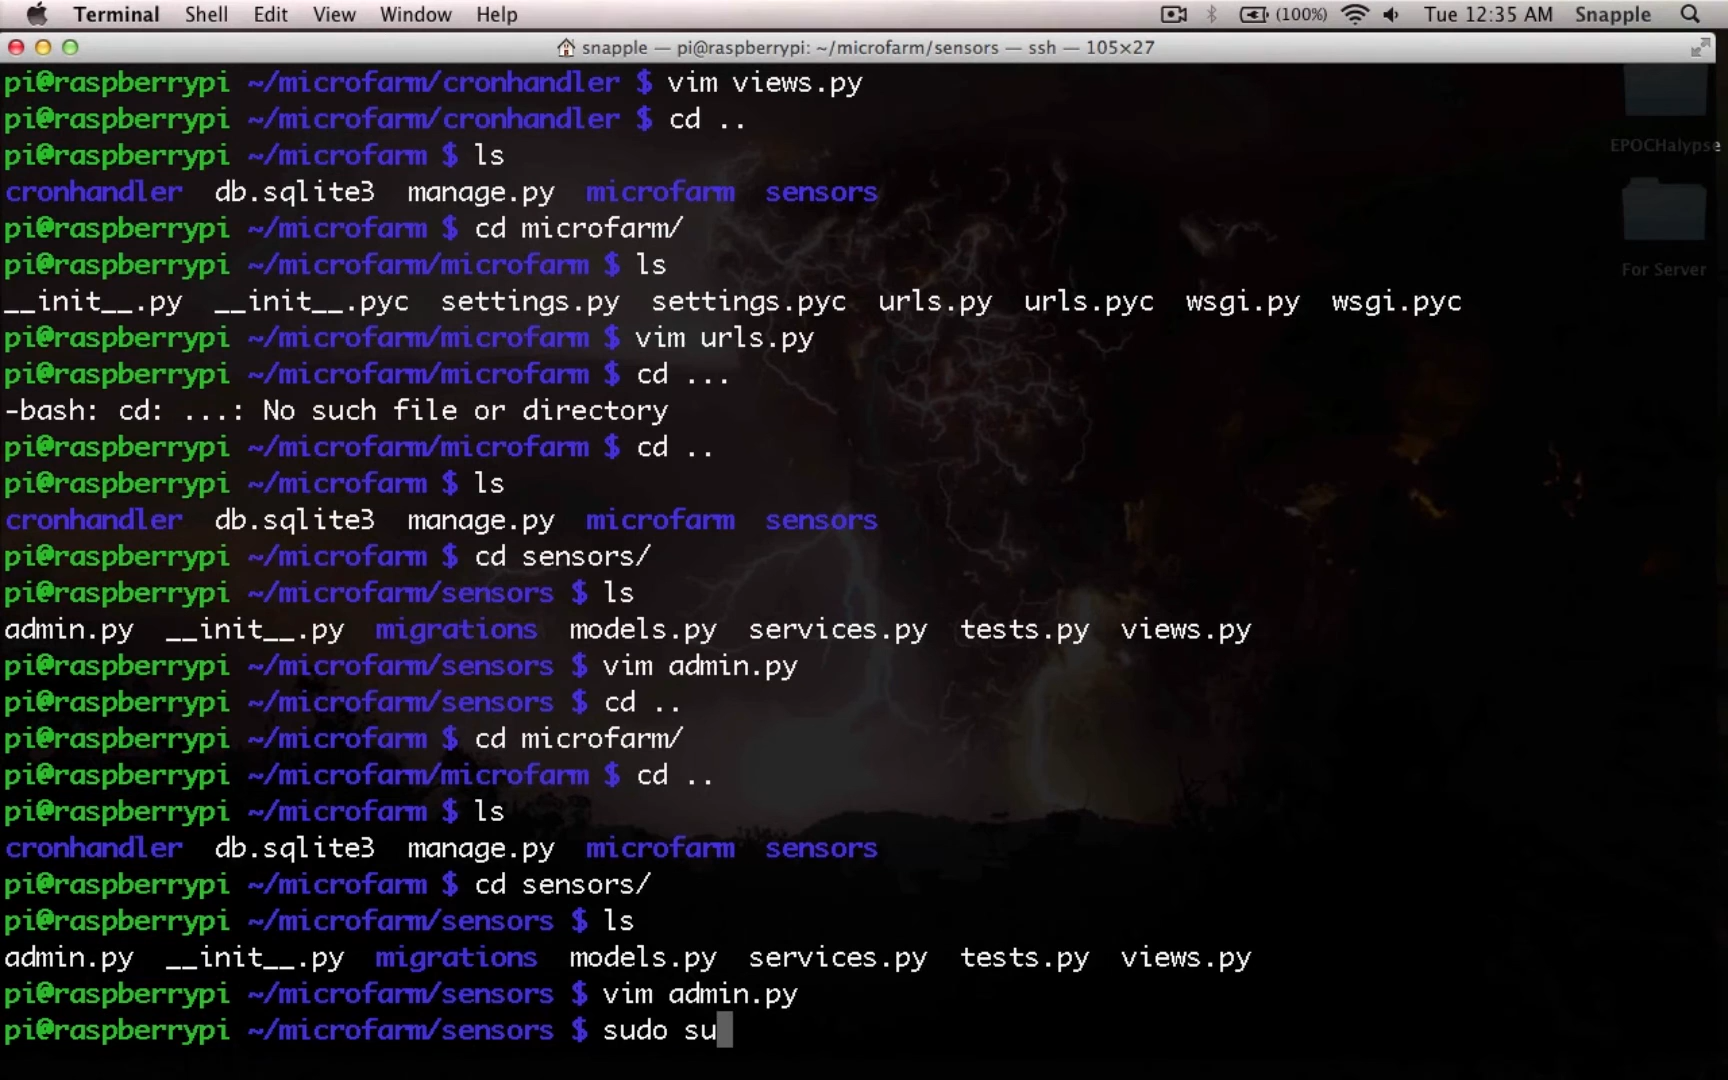 Terminal Shell Edit View Window Help (100%) Tue 12:35 AM Snapple
snapple — pi@raspberrypi: ~/microfarm/sensors — ssh — 105×27
pi@raspberrypi ~/microfarm/cronhandler $ vim views.py
pi@raspberrypi ~/microfarm/cronhandler $ cd ..
pi@raspberrypi ~/microfarm $ ls
cronhandler db.sqlite3 manage.py microfarm sensors
pi@raspberrypi ~/microfarm $ cd microfarm/
pi@raspberrypi ~/microfarm/microfarm $ ls
__init__.py __init__.pyc settings.py settings.pyc urls.py urls.pyc wsgi.py wsgi.pyc
pi@raspberrypi ~/microfarm/microfarm $ vim urls.py
pi@raspberrypi ~/microfarm/microfarm $ cd ...
-bash: cd: ...: No such file or directory
pi@raspberrypi ~/microfarm/microfarm $ cd ..
pi@raspberrypi ~/microfarm $ ls
cronhandler db.sqlite3 manage.py microfarm sensors
pi@raspberrypi ~/microfarm $ cd sensors/
pi@raspberrypi ~/microfarm/sensors $ ls
admin.py __init__.py migrations models.py services.py tests.py views.py
pi@raspberrypi ~/microfarm/sensors $ vim admin.py
pi@raspberrypi ~/microfarm/sensors $ cd ..
pi@raspberrypi ~/microfarm $ cd microfarm/
pi@raspberrypi ~/microfarm/microfarm $ cd ..
pi@raspberrypi ~/microfarm $ ls
cronhandler db.sqlite3 manage.py microfarm sensors
pi@raspberrypi ~/microfarm $ cd sensors/
pi@raspberrypi ~/microfarm/sensors $ ls
admin.py __init__.py migrations models.py services.py tests.py views.py
pi@raspberrypi ~/microfarm/sensors $ vim admin.py
pi@raspberrypi ~/microfarm/sensors $ sudo su
EPOCHalypse
For Server